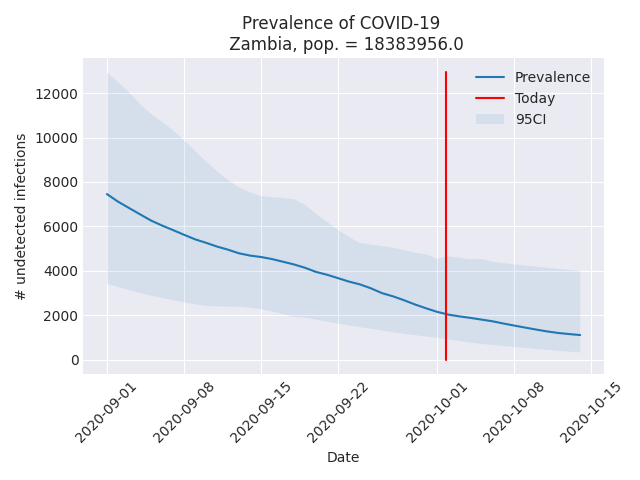 Prevalence of COVID-19
Zambia, pop. = 18383956.0
Prevalence
Today
95CI
# undetected infections
12000
10000
8000
6000
4000
2000
0
2020-09-01
2020-09-08
2020-09-15
2020-09-22
2020-10-01
2020-10-08
2020-10-15
Date